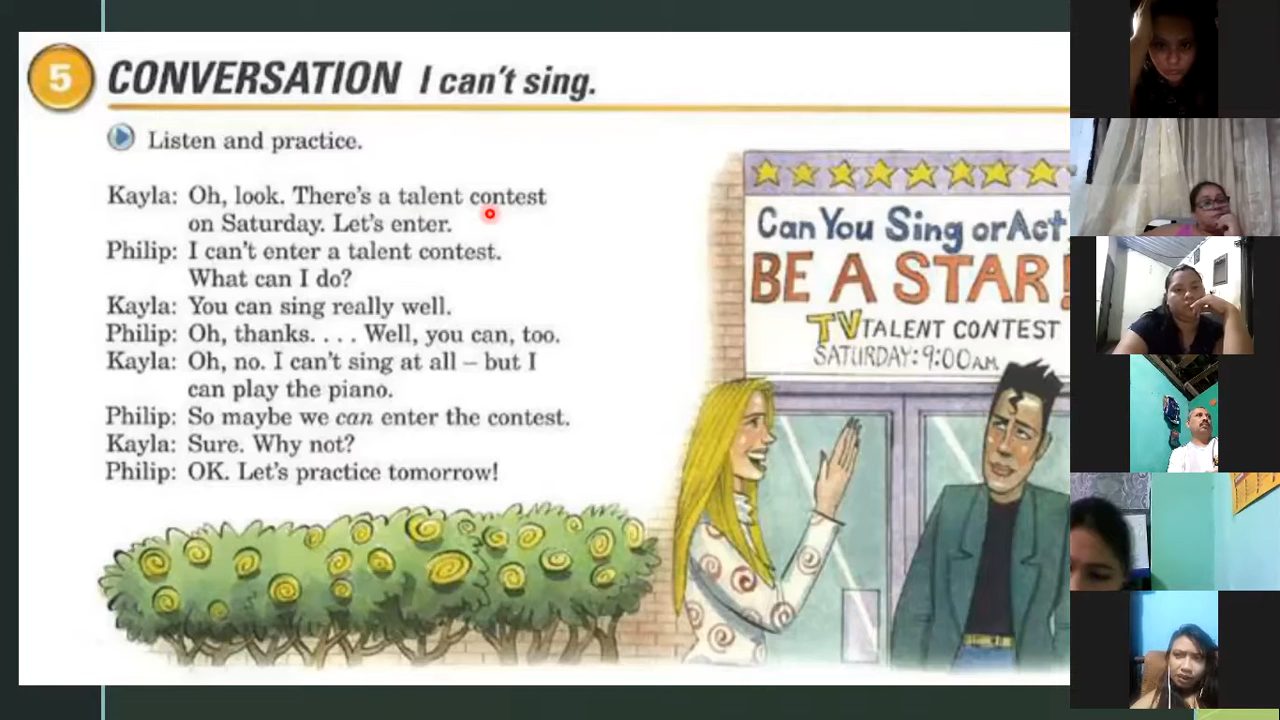 5 CONVERSATION I can't sing.
Listen and practice.
Kayla: Oh, look. There's a talent contest
on Saturday. Let's enter.
Philip: I can't enter a talent contest.
What can I do?
Kayla: You can sing really well.
Philip: Oh, thanks. . . . Well, you can, too.
Kayla: Oh, no. I can't sing at all – but I
can play the piano.
Philip: So maybe we can enter the contest.
Kayla: Sure. Why not?
Philip: OK. Let's practice tomorrow!
Can You Sing or Act
BE A STAR!
TV TALENT CONTEST
SATURDAY: 9:00 AM